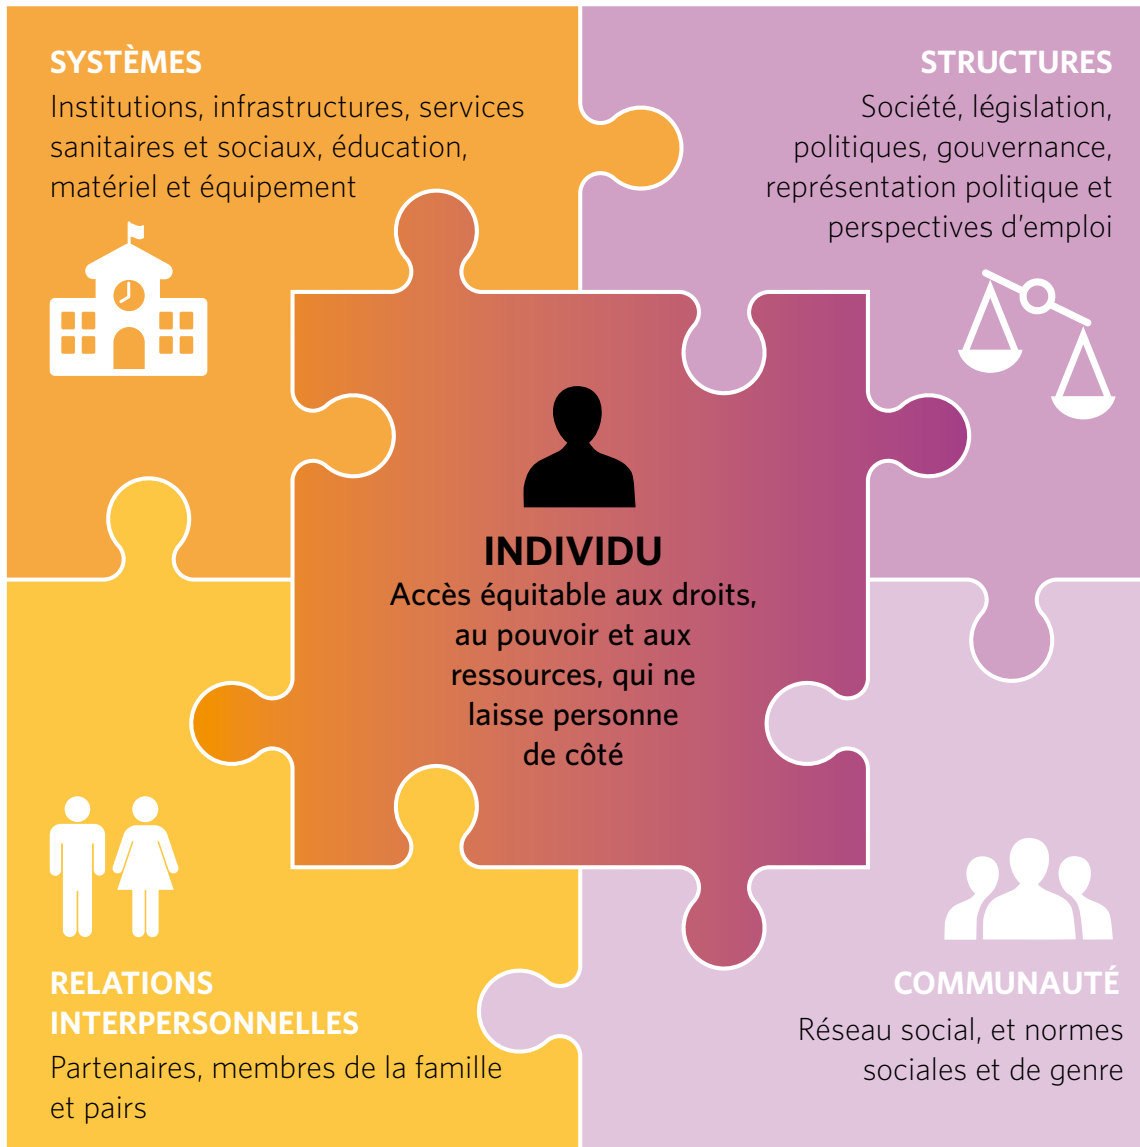 SYSTÈMES
Institutions, infrastructures, services
sanitaires et sociaux, éducation,
matériel et équipement
STRUCTURES
Société, législation,
politiques, gouvernance,
représentation politique et
perspectives d'emploi
INDIVIDU
Accès équitable aux droits,
au pouvoir et aux
ressources, qui ne
laisse personne
de côté
RELATIONS
INTERPERSONNELLES
Partenaires, membres de la famille
et pairs
COMMUNAUTÉ
Réseau social, et normes
sociales et de genre